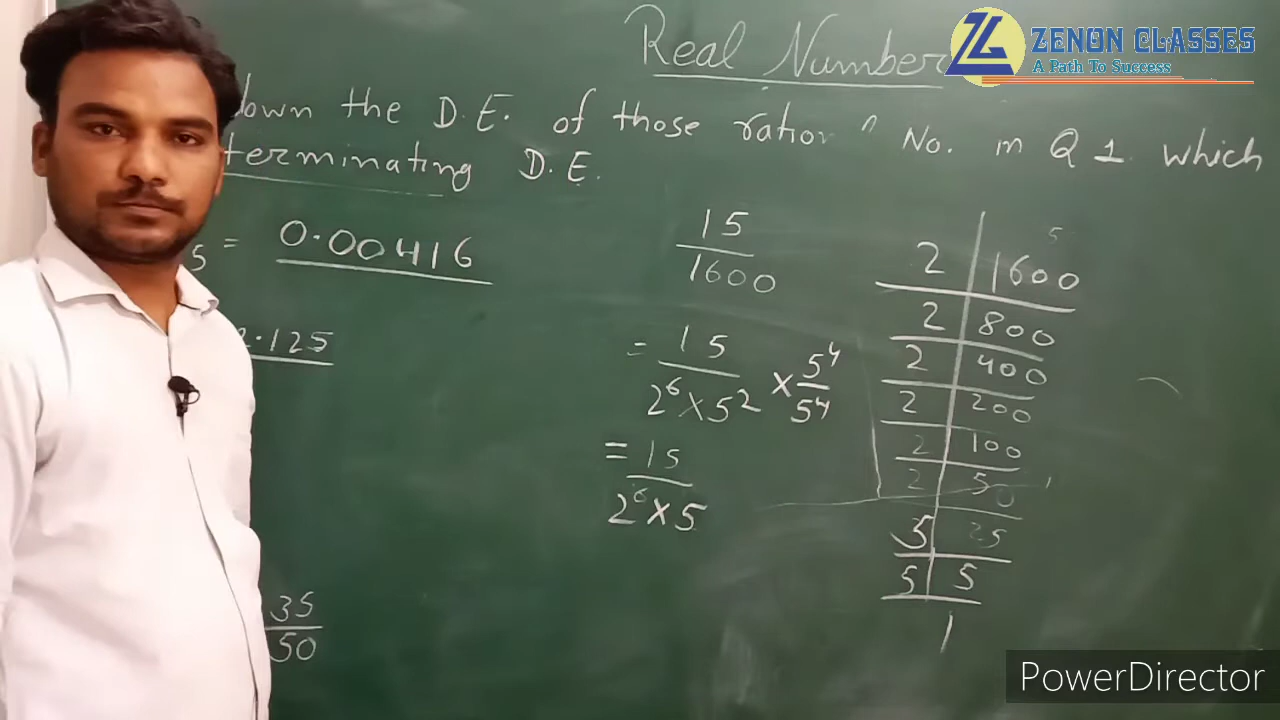 Real Number
ZENON CLASSES
A Path To Success
down the D.E. of those ration No. in Q 1 which
terminating D.E.
5 = 0.00416
2.125
35
50
15
1600
= 15 × 5^4
2^6 × 5^2 5^4
= 15
2^6 × 5
2 1600
2 800
2 400
2 200
2 100
2 50
5 25
5 5
1
PowerDirector